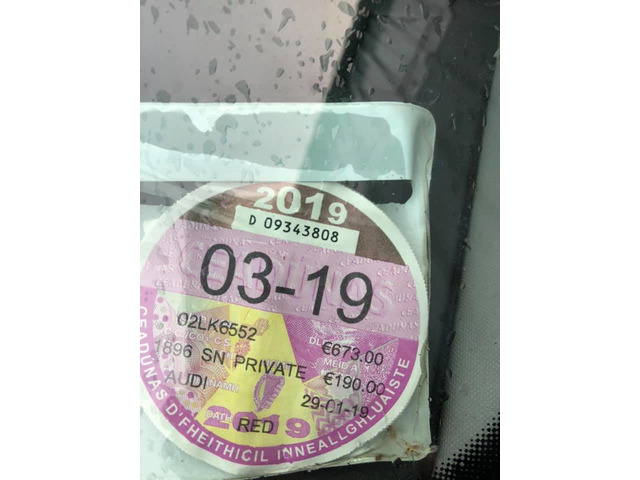 2019
D 09343808
CEADÚNAS
03-19
02LK6552
€673.00
1896 SN PRIVATE
€190.00
AUDI
29-01-19
RED
2019
CEADÚNAS D'FHEITHICIL INNEALLGHLUAISTE